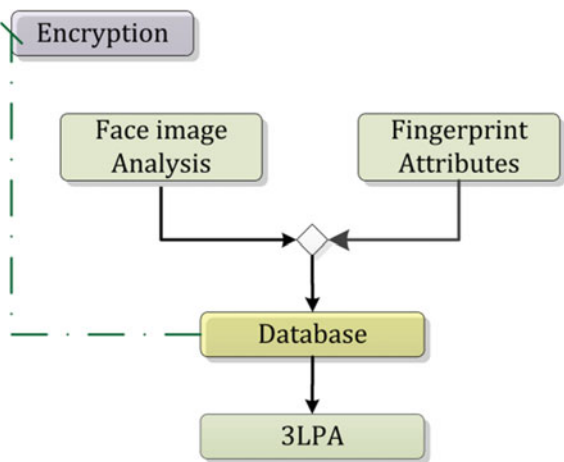 Encryption
Face image
Analysis
Fingerprint
Attributes
Database
3LPA